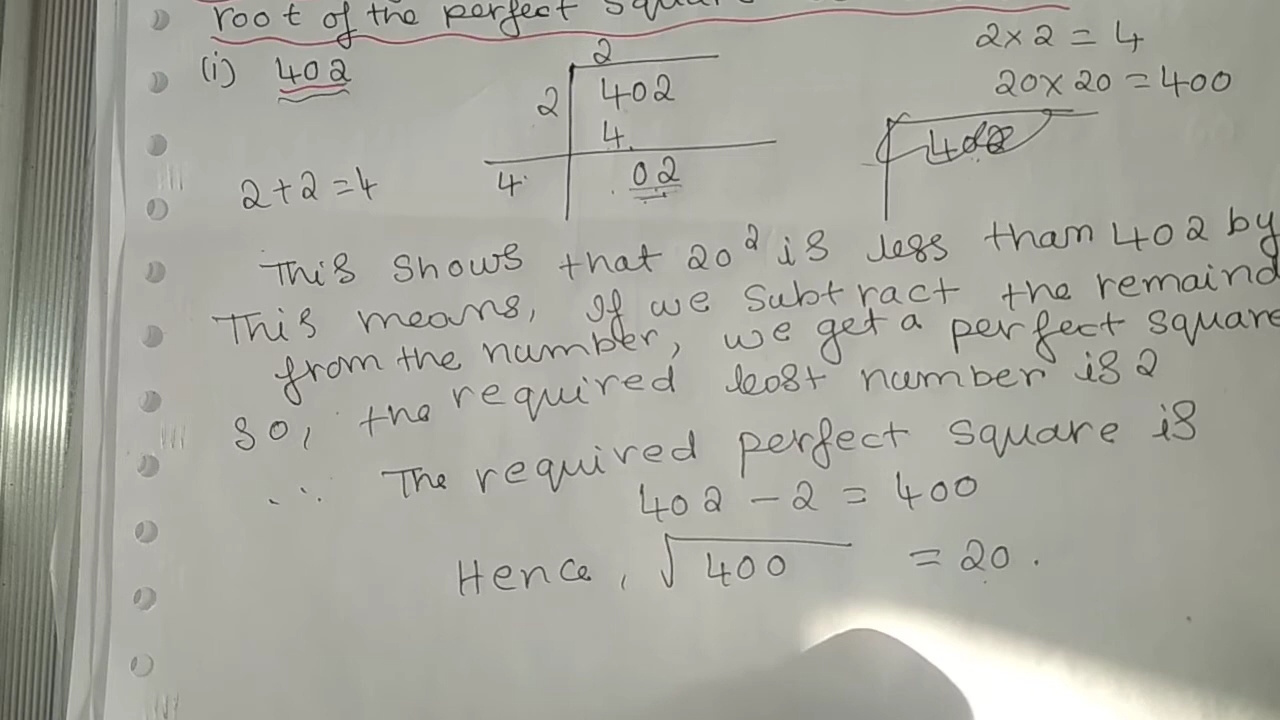 root of the perfect square
(i) 402
2
2 402
4
4 02
2+2=4
2×2 = 4
20×20 = 400
402
This shows that 20² is less than 402 by
This means, If we subtract the remaind
from the number, we get a perfect square
so, the required least number is 2
∴ The required perfect square is
402 - 2 = 400
Hence, √400 = 20.